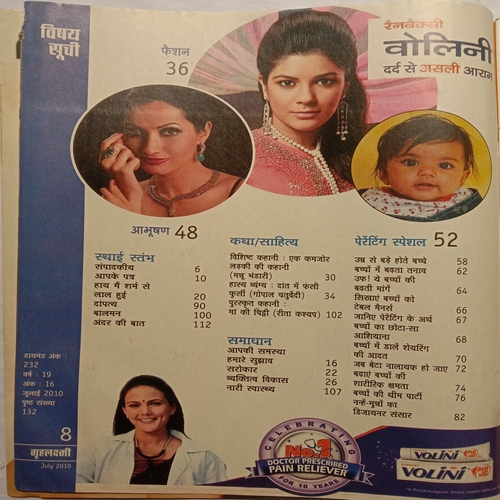 विषय
सूची
फैशन
36
रैनबैक्सी
वोलिनी
दर्द से असली आराम
आभूषण 48
स्थाई स्तंभ
संपादकीय 6
आपके पत्र 10
हाय मैं शर्म से
लाल हुई 20
दांपत्य 90
बालमन 100
अंदर की बात 112
कथा/साहित्य
विशिष्ट कहानी : एक कमजोर
लड़की की कहानी
(मन्नू भंडारी) 30
हास्य व्यंग्य : दांत में फंसी
कुर्सी (गोपाल चतुर्वेदी) 34
पुरस्कृत कहानी :
मां की चिट्ठी (रीता कश्यप) 102
समाधान
आपकी समस्या
हमारे सुझाव 16
सरोकार 22
व्यक्तित्व विकास 26
नारी स्वास्थ्य 107
पेरेंटिंग स्पेशल 52
उम्र से बड़े होते बच्चे 58
बच्चों में बढ़ता तनाव 62
उफ! ये बच्चों की
बढ़ती मांगें 64
सिखाएं बच्चों को
टेबल मैनर्स 66
जानिए पेरेंटिंग के अर्थ 67
बच्चों का छोटा-सा
आशियाना 68
बच्चों में डालें शेयरिंग
की आदत 70
जब बेटा नालायक हो जाए 72
बढ़ाएं बच्चों की
शारीरिक क्षमता 74
बच्चों की थीम पार्टी 76
नन्हें-मुन्नों का
डिजायनर संसार 82
डायमंड अंक :
232
वर्ष : 19
अंक : 16
जुलाई 2010
पृष्ठ संख्या
132
8
गृहलक्ष्मी
July 2010
CELEBRATING
No.1
DOCTOR PRESCRIBED
PAIN RELIEVER
FOR 10 YEARS
VOLINI
VOLINI